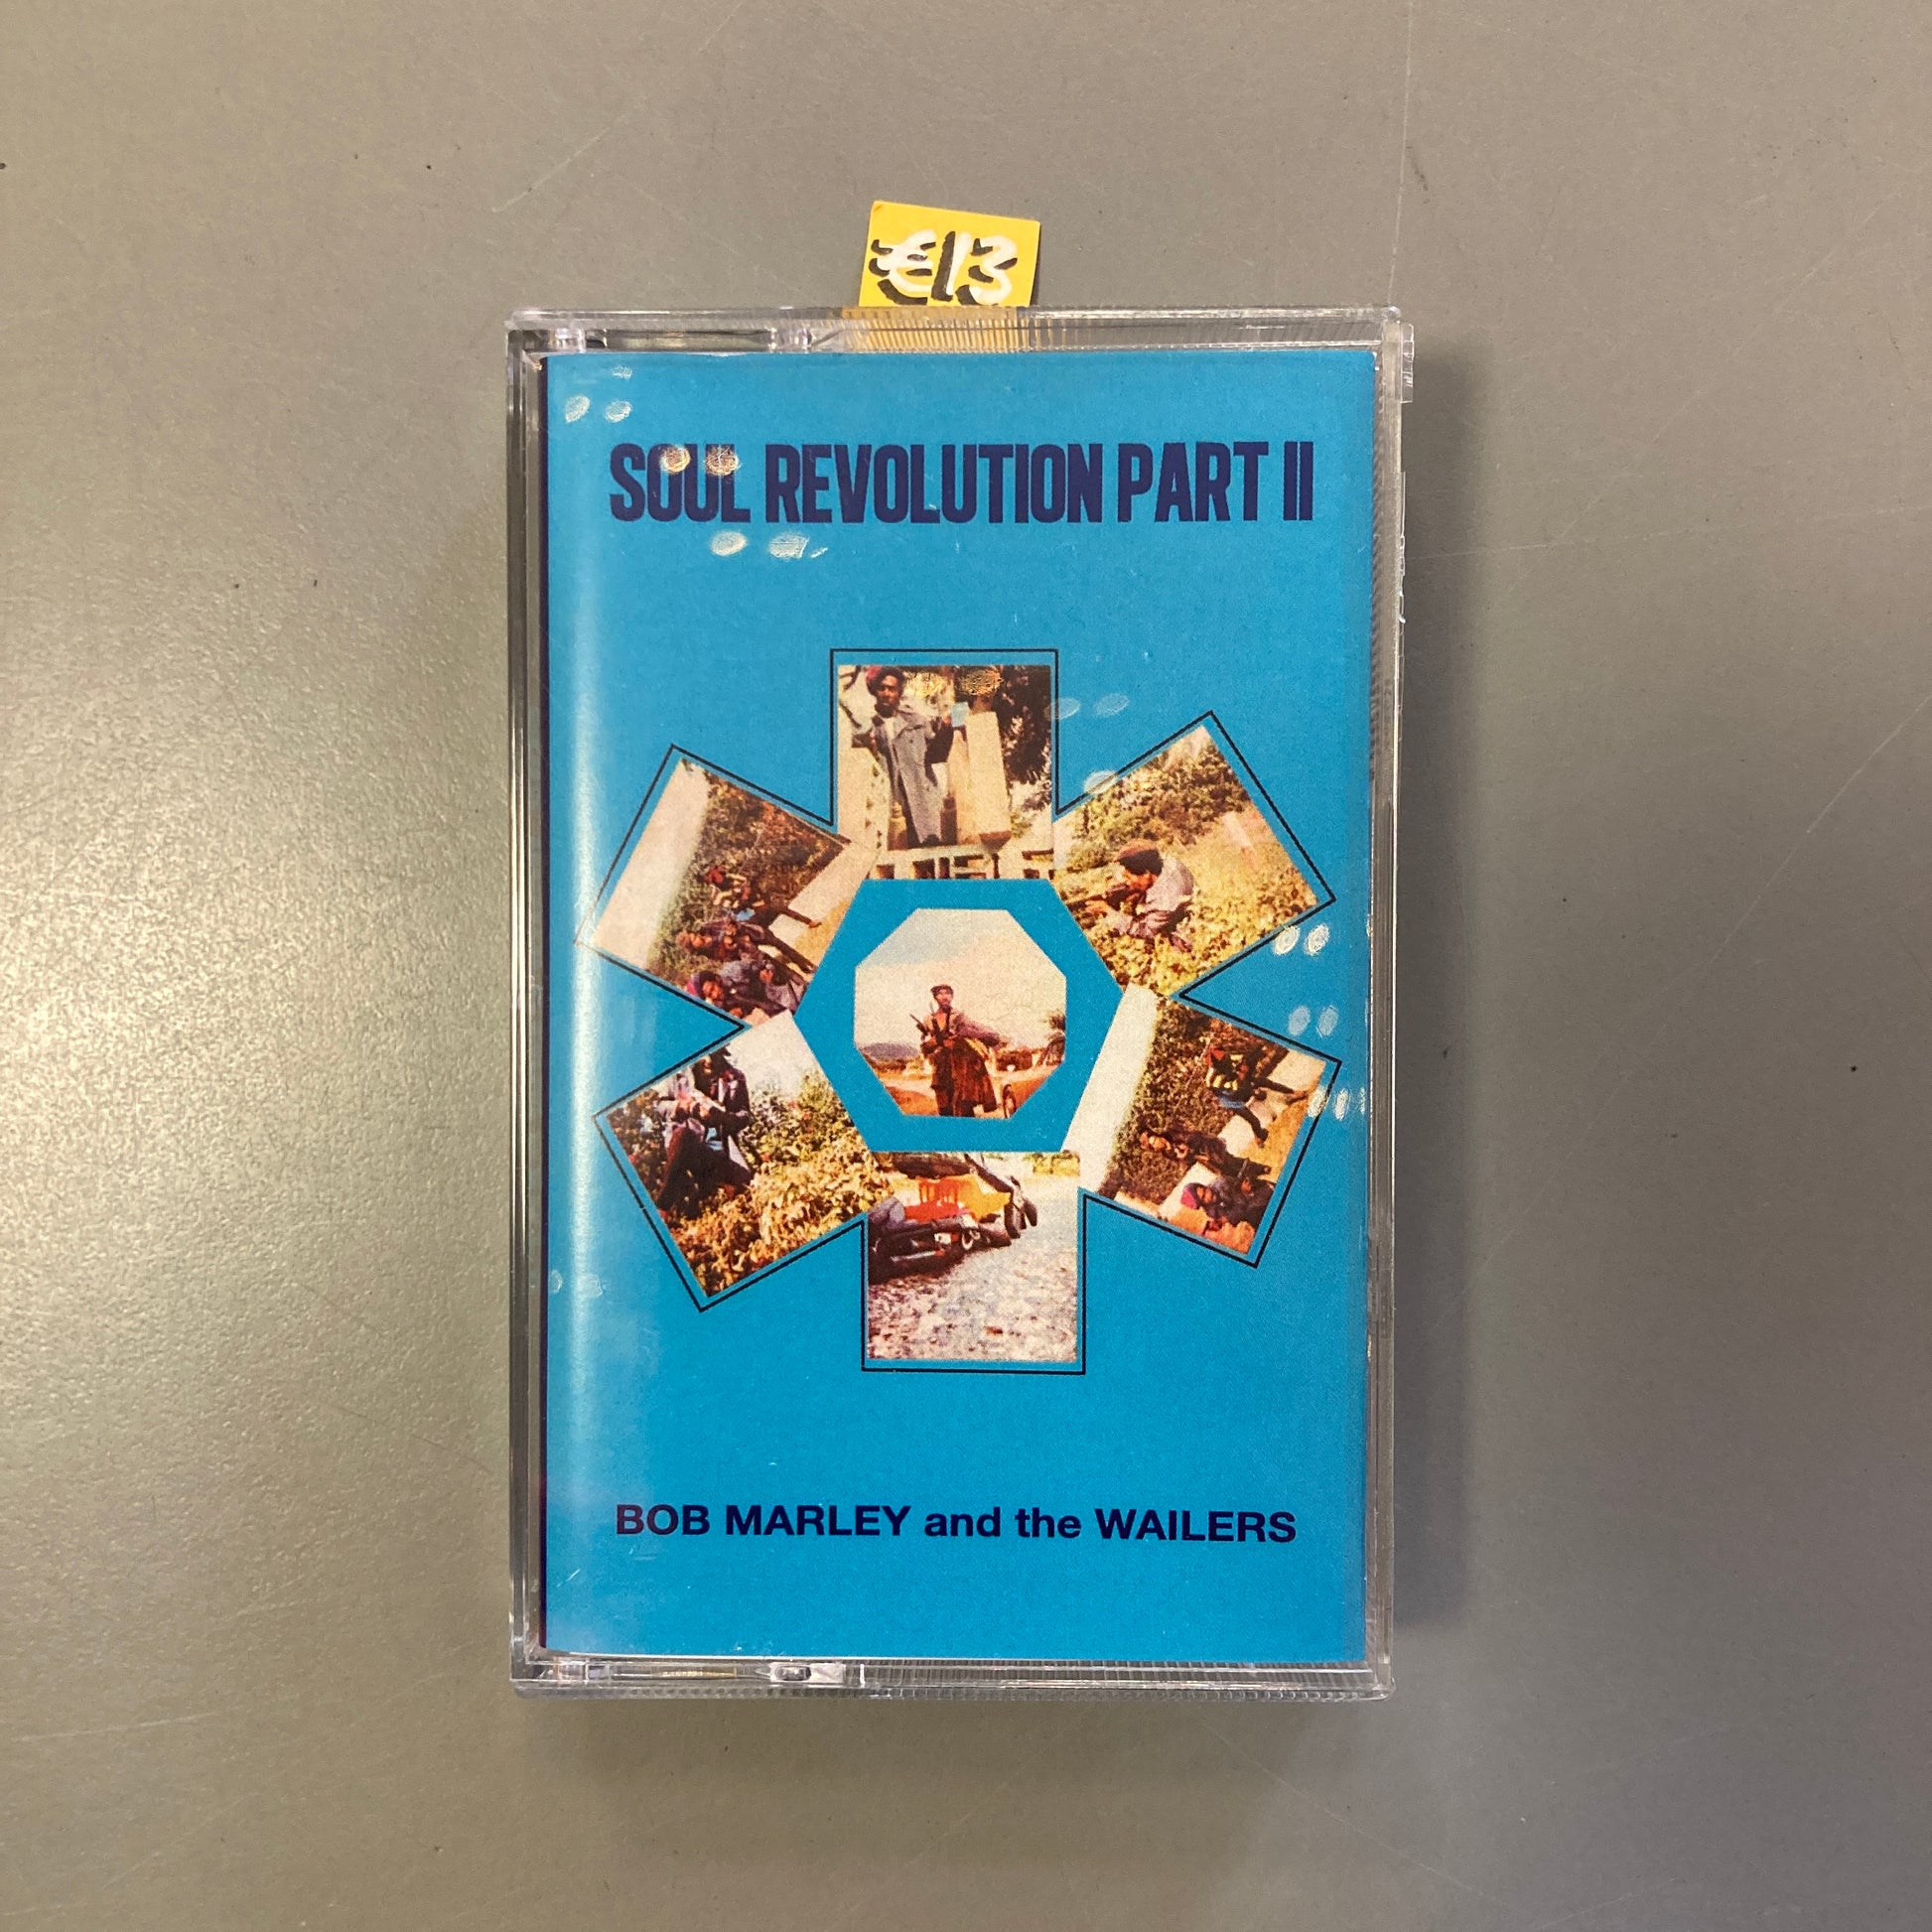 €13
SOUL REVOLUTION PART II
BOB MARLEY and the WAILERS